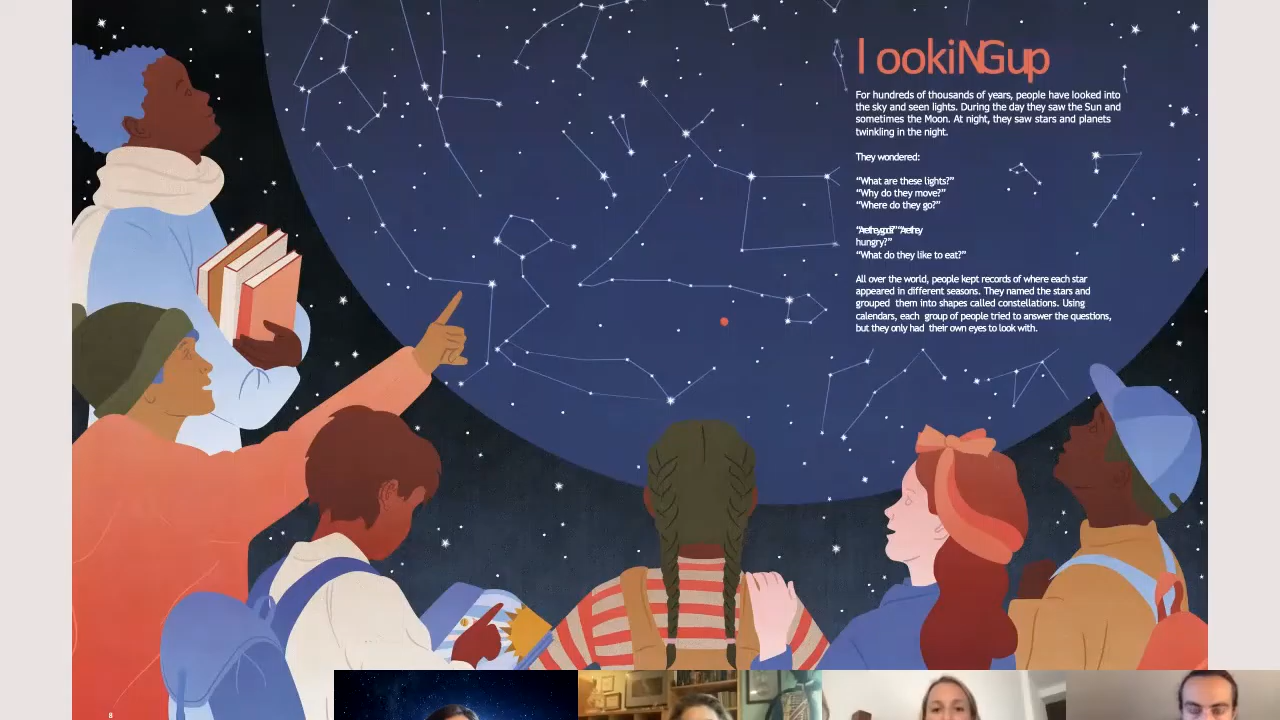 lookiNGup
For hundreds of thousands of years, people have looked into
the sky and seen lights. During the day they saw the Sun and
sometimes the Moon. At night, they saw stars and planets
twinkling in the night.
They wondered:
“What are these lights?”
“Why do they move?”
“Where do they go?”
hungry?”
“What do they like to eat?”
All over the world, people kept records of where each star
appeared in different seasons. They named the stars and
grouped them into shapes called constellations. Using
calendars, each group of people tried to answer the questions,
but they only had their own eyes to look with.
8